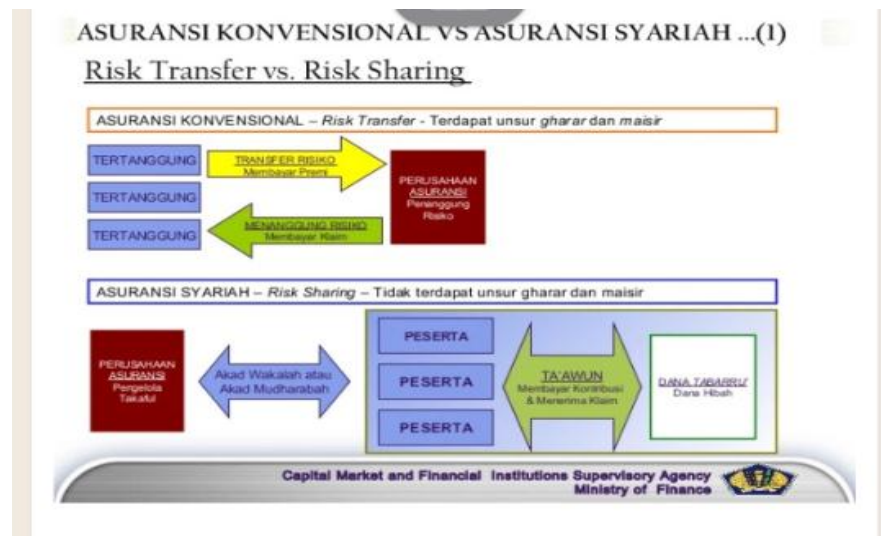 ASURANSI KONVENSIONAL VS ASURANSI SYARIAH ...(1)
Risk Transfer vs. Risk Sharing
ASURANSI KONVENSIONAL – Risk Transfer - Terdapat unsur gharar dan maisir
TERTANGGUNG
TERTANGGUNG
TERTANGGUNG
TRANSFER RISIKO
Membayar Premi
MENANGGUNG RISIKO
Membayar Klaim
PERUSAHAAN
ASURANSI
Penanggung
Risiko
ASURANSI SYARIAH – Risk Sharing – Tidak terdapat unsur gharar dan maisir
PERUSAHAAN
ASURANSI
Pengelola
Takaful
Akad Wakalah atau
Akad Mudharabah
PESERTA
PESERTA
PESERTA
TA'AWUN
Membayar Kontribusi
& Menerima Klaim
DANA TABARRU'
Dana Hibah
Capital Market and Financial Institutions Supervisory Agency
Ministry of Finance